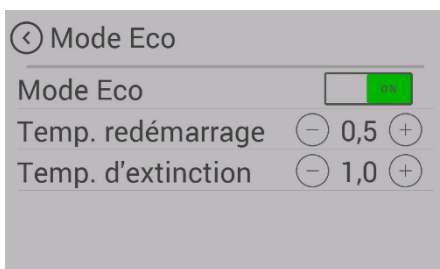 Mode Eco
Mode Eco ON
Temp. redémarrage - 0,5 +
Temp. d'extinction - 1,0 +